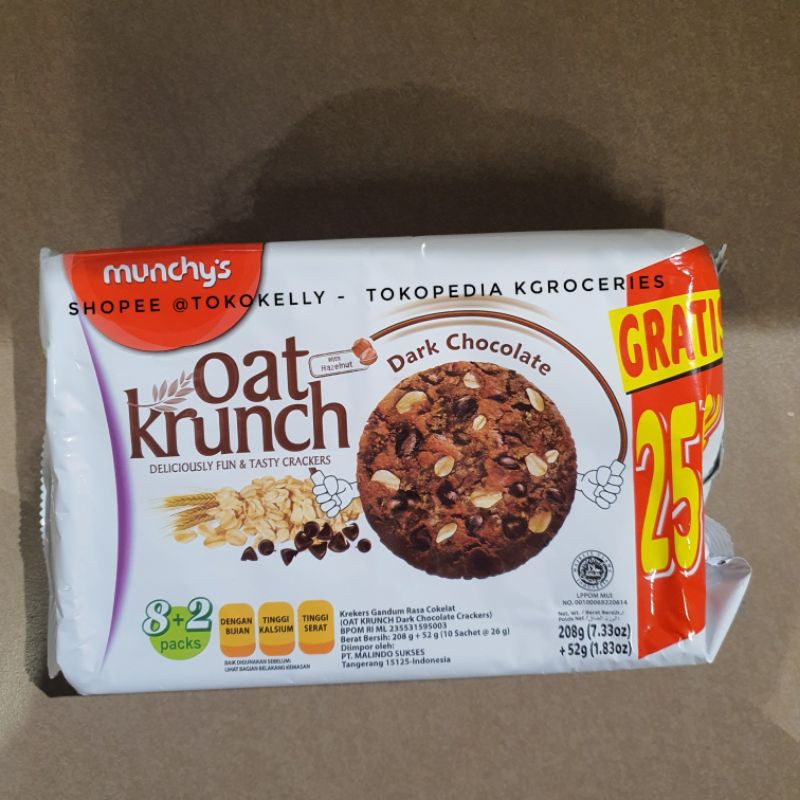 munchy's
SHOPEE @TOKOKELLY - TOKOPEDIA KGROCERIES
GRATIS
25%
oat
krunch
with
Hazelnut
Dark Chocolate
DELICIOUSLY FUN & TASTY CRACKERS
8+2
packs
DENGAN
BIJIAN
TINGGI
KALSIUM
TINGGI
SERAT
BAIK DIGUNAKAN SEBELUM:
LIHAT BAGIAN BELAKANG KEMASAN
Krekers Gandum Rasa Cokelat
(OAT KRUNCH Dark Chocolate Crackers)
BPOM RI ML 235531595003
Berat Bersih: 208 g + 52 g (10 Sachet @ 26 g)
Diimpor oleh:
PT. MALINDO SUKSES
Tangerang 15125-Indonesia
LPPOM MUI
NO. 00100068220614
Net. Wt. / Berat Bersih /
Poids Net /
208g (7.33oz)
+ 52g (1.83oz)